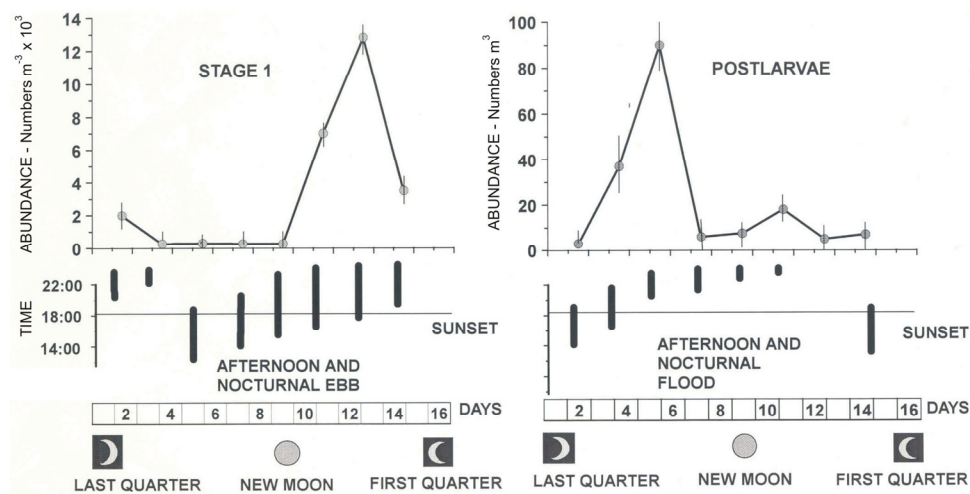 ABUNDANCE - Numbers m⁻³ x 10³
14
12
10
8
6
4
2
0
STAGE 1
TIME
22:00
18:00
14:00
SUNSET
AFTERNOON AND
NOCTURNAL EBB
2 4 6 8 10 12 14 16 DAYS
LAST QUARTER NEW MOON FIRST QUARTER
ABUNDANCE - Numbers m³
100
80
60
40
20
0
POSTLARVAE
SUNSET
AFTERNOON AND
NOCTURNAL
FLOOD
2 4 6 8 10 12 14 16 DAYS
LAST QUARTER NEW MOON FIRST QUARTER